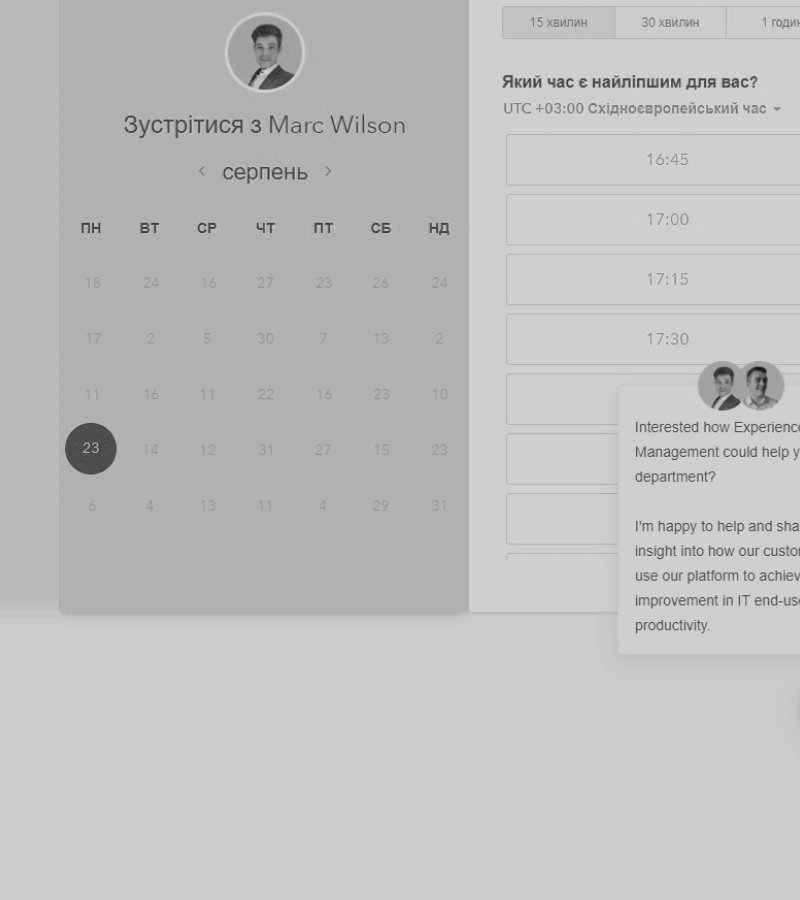 Зустрітися з Marc Wilson
серпень
ПН ВТ СР ЧТ ПТ СБ НД
18 24 16 27 23 26 24
17 2 5 30 7 13 2
11 16 11 22 16 23 10
23 14 12 31 27 15 23
6 4 13 11 4 29 31
15 хвилин 30 хвилин 1 годин
Який час є найліпшим для вас?
UTC +03:00 Східноєвропейський час
16:45
17:00
17:15
17:30
Interested how Experience
Management could help y
department?
I'm happy to help and sha
insight into how our custo
use our platform to achiev
improvement in IT end-use
productivity.